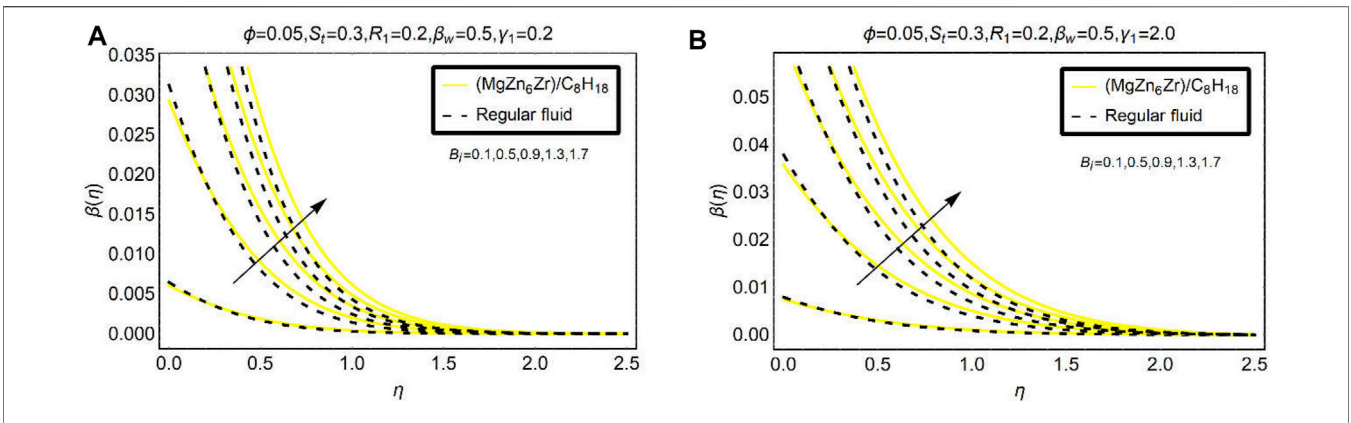 A
ϕ=0.05,Sₜ=0.3,R₁=0.2,β_w=0.5,γ₁=0.2
0.035
0.030
0.025
0.020
0.015
0.010
0.005
0.000
β(η)
(MgZn₆Zr)/C₈H₁₈
Regular fluid
Bᵢ=0.1,0.5,0.9,1.3,1.7
0.0 0.5 1.0 1.5 2.0 2.5
η
B
ϕ=0.05,Sₜ=0.3,R₁=0.2,β_w=0.5,γ₁=2.0
0.05
0.04
0.03
0.02
0.01
0.00
β(η)
(MgZn₆Zr)/C₈H₁₈
Regular fluid
Bᵢ=0.1,0.5,0.9,1.3,1.7
0.0 0.5 1.0 1.5 2.0 2.5
η